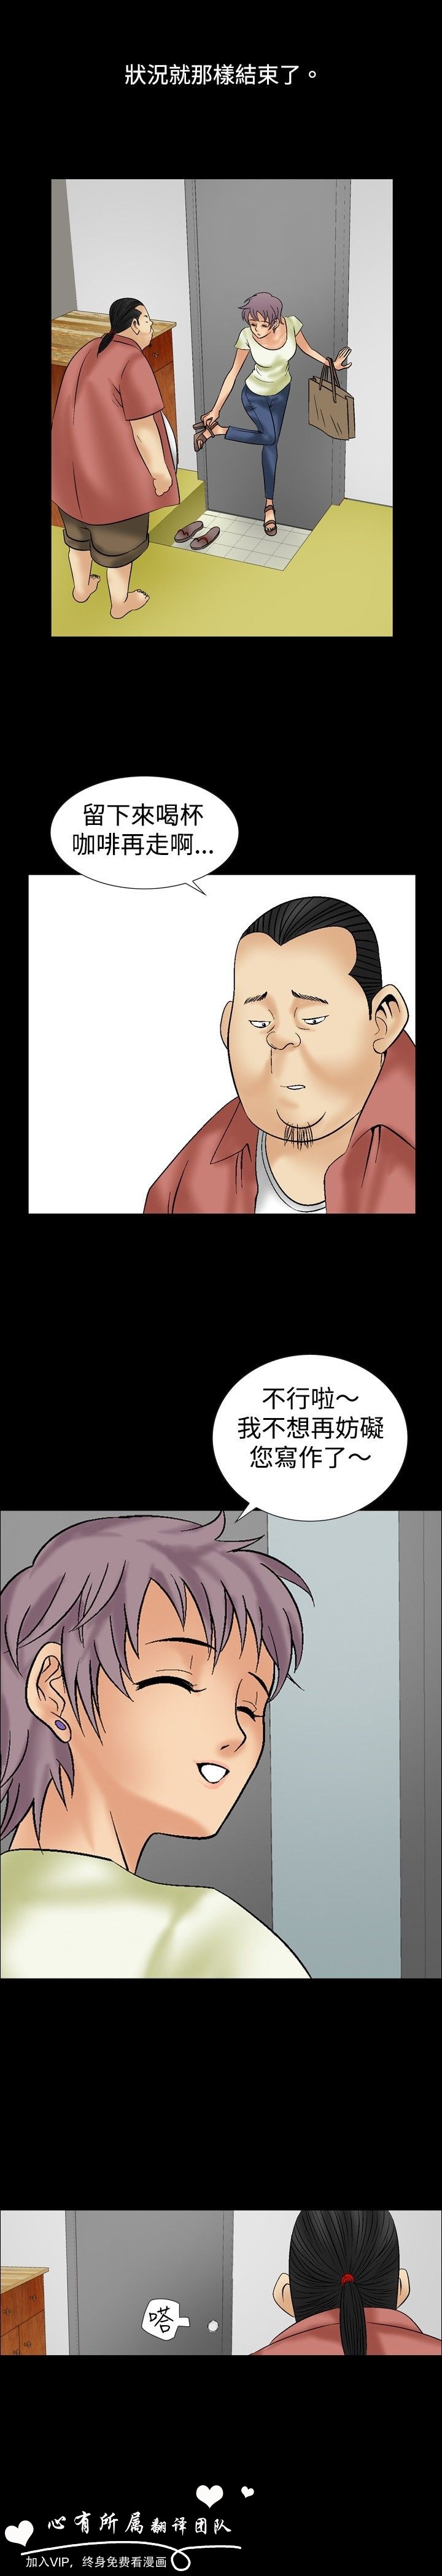 狀況就那樣結束了。
留下來喝杯
咖啡再走啊...
不行啦～
我不想再妨礙
您寫作了～
嗒
心有所属翻译团队
加入VIP，终身免费看漫画